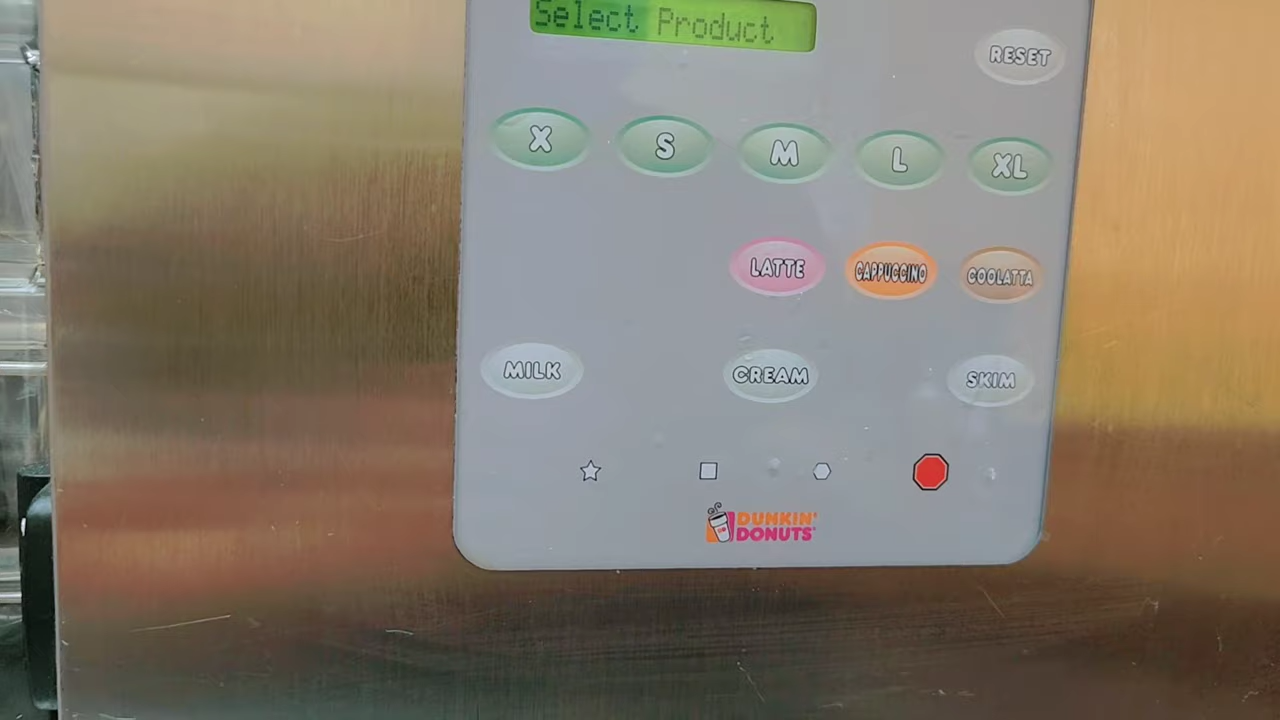 Select Product
RESET
X S M L XL
LATTE CAPPUCCINO COOLATTA
MILK CREAM SKIM
DUNKIN'
DONUTS